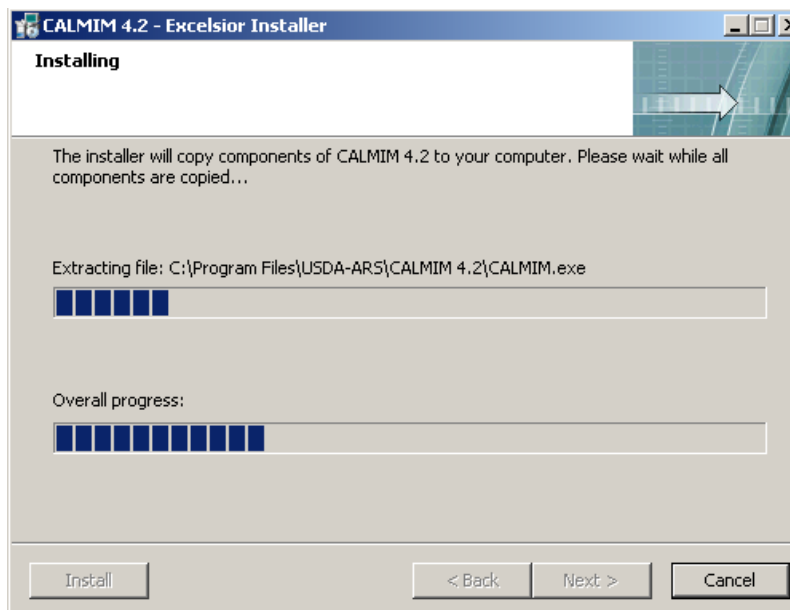 CALMIM 4.2 - Excelsior Installer
Installing
The installer will copy components of CALMIM 4.2 to your computer. Please wait while all
components are copied...
Extracting file: C:\Program Files\USDA-ARS\CALMIM 4.2\CALMIM.exe
Overall progress:
Install
< Back
Next >
Cancel